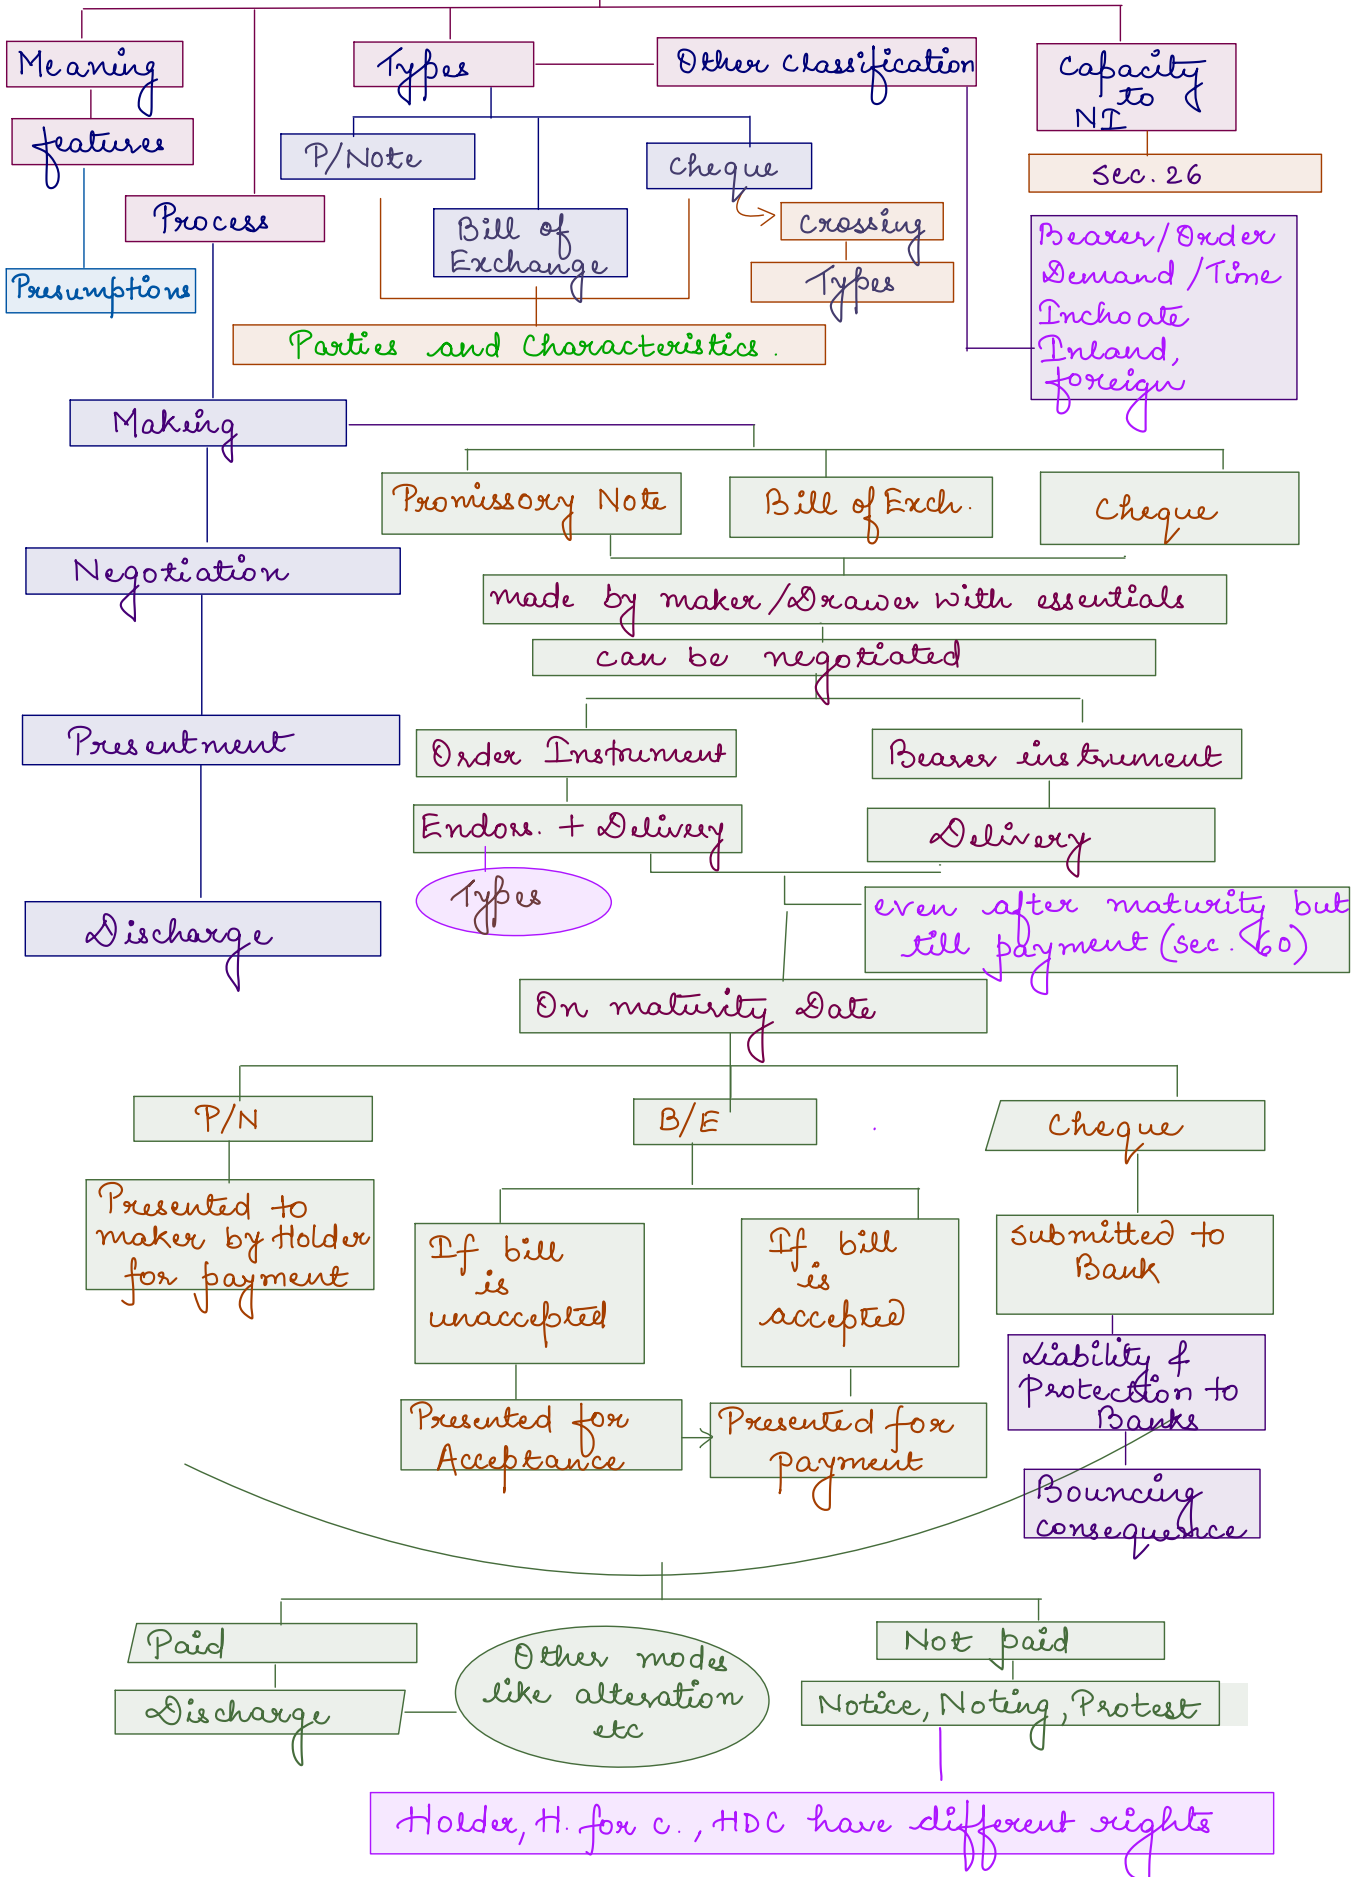 Meaning
Types
Other Classification
Capacity
to
NI
features
P/Note
Cheque
Sec. 26
Process
Bill of
Exchange
Crossing
Types
Bearer/Order
Demand/Time
Inchoate
Inland,
foreign
Presumptions
Parties and Characteristics.
Making
Promissory Note
Bill of Exch.
Cheque
Negotiation
made by maker/Drawer with essentials
can be negotiated
Presentment
Order Instrument
Bearer instrument
Endors. + Delivery
Delivery
Types
even after maturity but
till payment (sec. 60)
Discharge
On maturity Date
P/N
B/E
Cheque
Presented to
maker by Holder
for payment
If bill
is
unaccepted
If bill
is
accepted
Submitted to
Bank
Liability &
Protection to
Banks
Presented for
Acceptance
Presented for
Payment
Bouncing
consequence
Paid
Other modes
like alteration
etc
Not paid
Discharge
Notice, Noting, Protest
Holder, H. for c., HDC have different rights